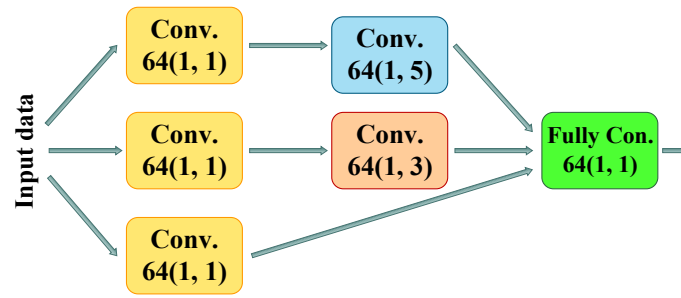 Input data
Conv.
64(1, 1)
Conv.
64(1, 5)
Conv.
64(1, 1)
Conv.
64(1, 3)
Fully Con.
64(1, 1)
Conv.
64(1, 1)